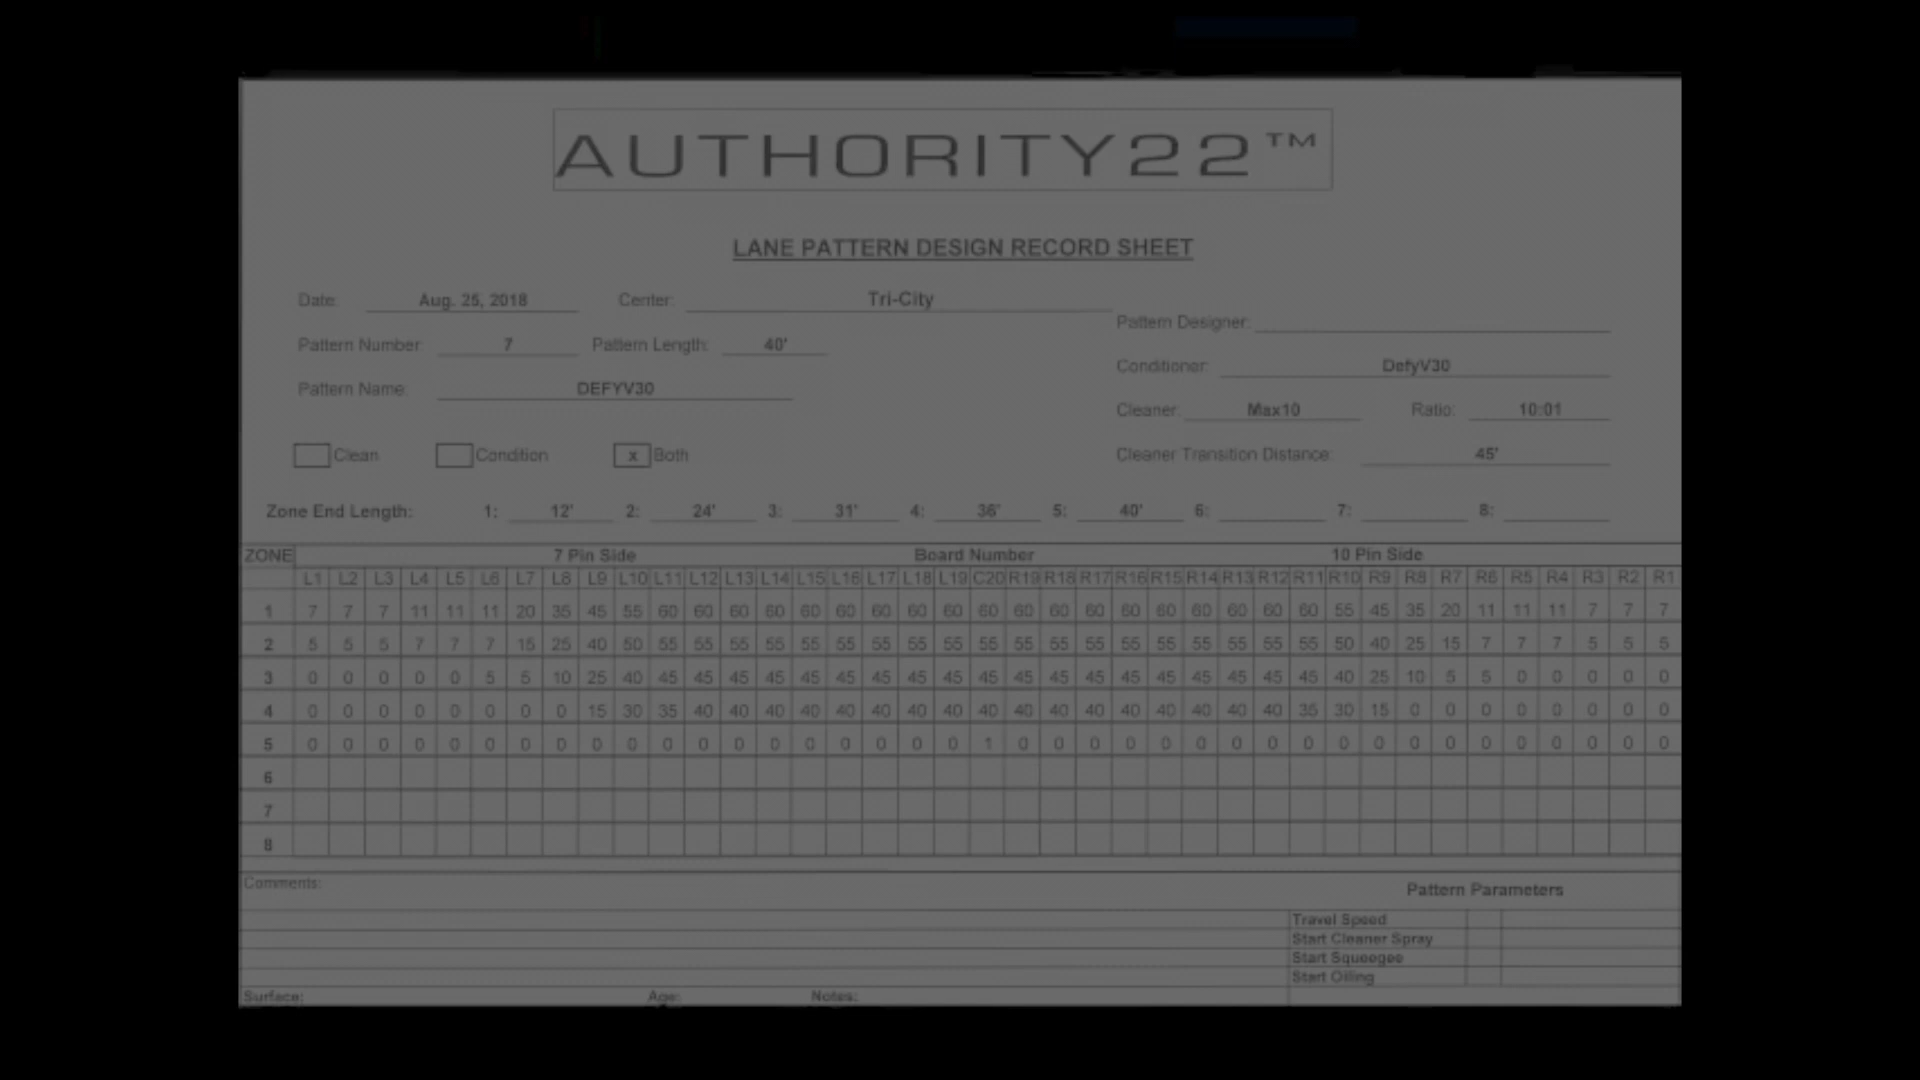 AUTHORITY22™
LANE PATTERN DESIGN RECORD SHEET
Date: Aug. 25, 2018 Center: Tri-City
Pattern Designer:
Pattern Number: 7 Pattern Length: 40'
Conditioner: DefyV30
Pattern Name: DEFYV30
Cleaner: Max10 Ratio: 10:01
Clean Condition x Both
Cleaner Transition Distance: 45'
Zone End Length: 1: 12' 2: 24' 3: 31' 4: 36' 5: 40' 6: 7: 8:
ZONE 7 Pin Side Board Number 10 Pin Side
L1 L2 L3 L4 L5 L6 L7 L8 L9 L10 L11 L12 L13 L14 L15 L16 L17 L18 L19 C20 R19 R18 R17 R16 R15 R14 R13 R12 R11 R10 R9 R8 R7 R6 R5 R4 R3 R2 R1
1 7 7 7 11 11 11 20 35 45 55 60 60 60 60 60 60 60 60 60 60 60 60 60 60 60 60 60 60 60 55 45 35 20 11 11 11 7 7 7
2 5 5 5 7 7 7 15 25 40 50 55 55 55 55 55 55 55 55 55 55 55 55 55 55 55 55 55 55 55 50 40 25 15 7 7 7 5 5 5
3 0 0 0 0 0 5 5 10 25 40 45 45 45 45 45 45 45 45 45 45 45 45 45 45 45 45 45 45 45 40 25 10 5 5 0 0 0 0 0
4 0 0 0 0 0 0 0 0 15 30 35 40 40 40 40 40 40 40 40 40 40 40 40 40 40 40 40 40 35 30 15 0 0 0 0 0 0 0 0
5 0 0 0 0 0 0 0 0 0 0 0 0 0 0 0 0 0 0 0 1 0 0 0 0 0 0 0 0 0 0 0 0 0 0 0 0 0 0 0
6
7
8
Comments:
Pattern Parameters
Travel Speed
Start Cleaner Spray
Start Squeegee
Start Oiling
Surface: Age: Notes: